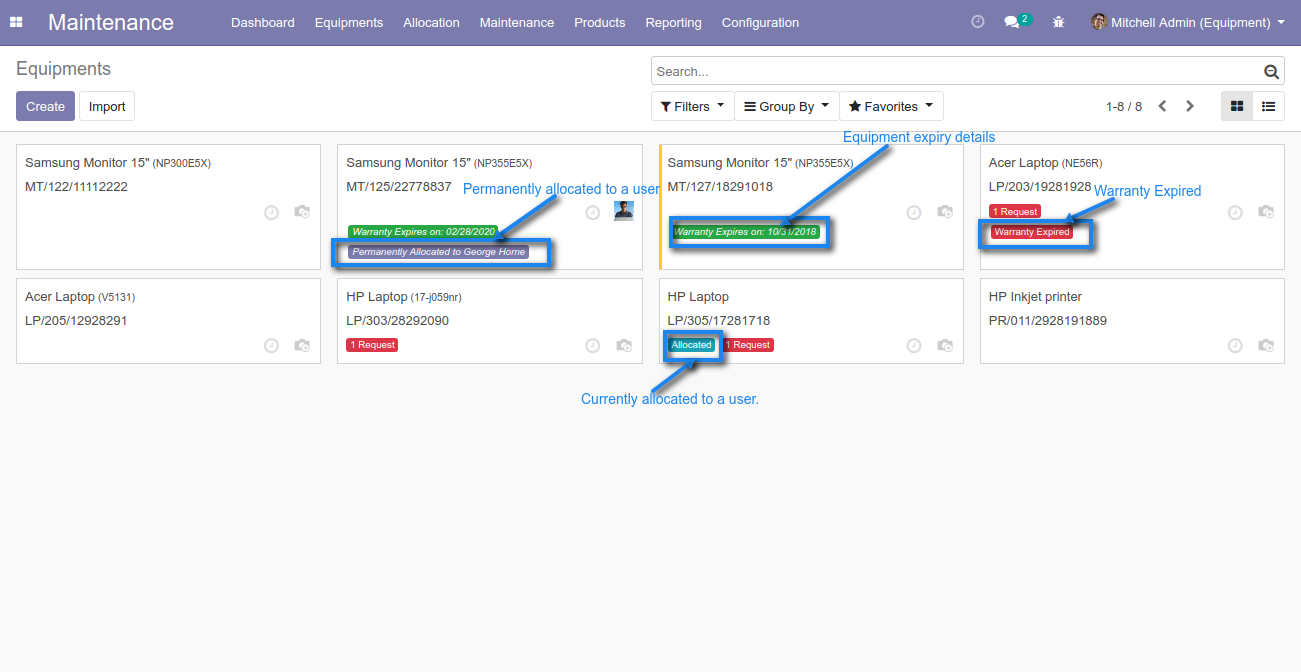 Maintenance
Dashboard Equipments Allocation Maintenance Products Reporting Configuration
2
Mitchell Admin (Equipment)
Equipments
Search...
Create Import
Filters Group By Favorites
1-8 / 8
Equipment expiry details
Samsung Monitor 15" (NP300E5X)
MT/122/11112222
Samsung Monitor 15" (NP355E5X)
MT/125/22778837
Permanently allocated to a user
Warranty Expires on: 02/28/2020
Permanently Allocated to George Horne
Samsung Monitor 15" (NP355E5X)
MT/127/18291018
Warranty Expires on: 10/31/2018
Acer Laptop (NE56R)
LP/203/19281928
Warranty Expired
1 Request
Warranty Expired
Acer Laptop (V5131)
LP/205/12928291
HP Laptop (17-j059nr)
LP/303/28292090
1 Request
HP Laptop
LP/305/17281718
Allocated 1 Request
HP Inkjet printer
PR/011/2928191889
Currently allocated to a user.